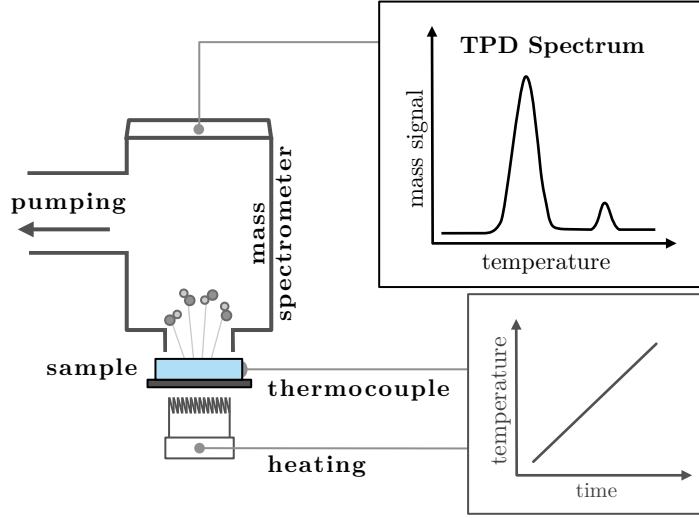 TPD Spectrum
mass signal
temperature
pumping
mass
spectrometer
sample
thermocouple
heating
temperature
time